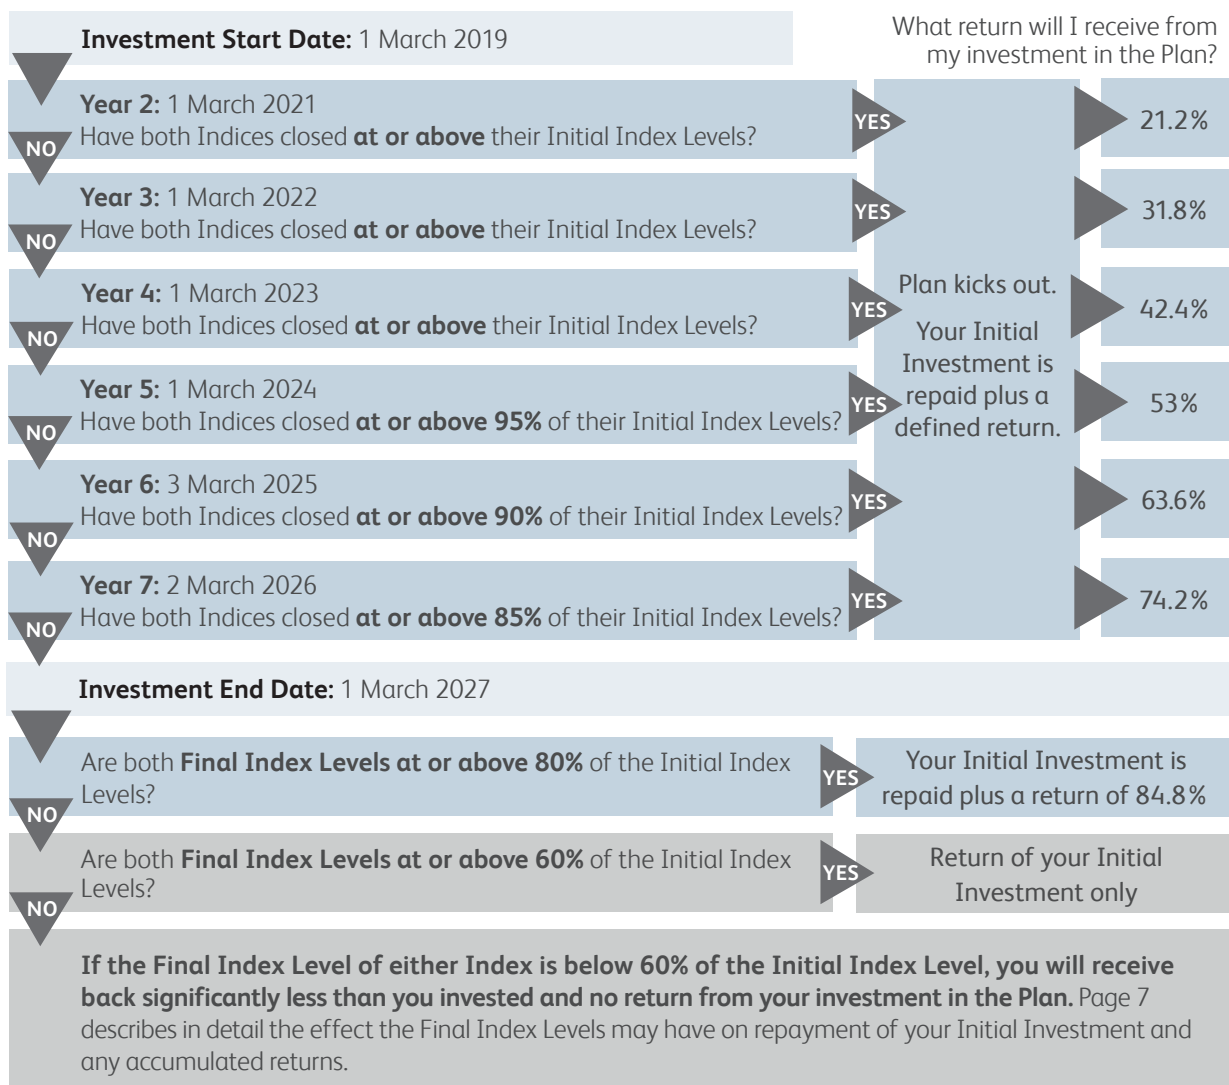 Investment Start Date: 1 March 2019
What return will I receive from
my investment in the Plan?
Year 2: 1 March 2021
Have both Indices closed at or above their Initial Index Levels?
YES
21.2%
NO
Year 3: 1 March 2022
Have both Indices closed at or above their Initial Index Levels?
YES
31.8%
NO
Year 4: 1 March 2023
Have both Indices closed at or above their Initial Index Levels?
YES
42.4%
NO
Year 5: 1 March 2024
Have both Indices closed at or above 95% of their Initial Index Levels?
YES
53%
NO
Year 6: 3 March 2025
Have both Indices closed at or above 90% of their Initial Index Levels?
YES
63.6%
NO
Year 7: 2 March 2026
Have both Indices closed at or above 85% of their Initial Index Levels?
YES
74.2%
NO
Plan kicks out.
Your Initial
Investment is
repaid plus a
defined return.
Investment End Date: 1 March 2027
Are both Final Index Levels at or above 80% of the Initial Index
Levels?
YES
Your Initial Investment is
repaid plus a return of 84.8%
NO
Are both Final Index Levels at or above 60% of the Initial Index
Levels?
YES
Return of your Initial
Investment only
NO
If the Final Index Level of either Index is below 60% of the Initial Index Level, you will receive
back significantly less than you invested and no return from your investment in the Plan. Page 7
describes in detail the effect the Final Index Levels may have on repayment of your Initial Investment and
any accumulated returns.